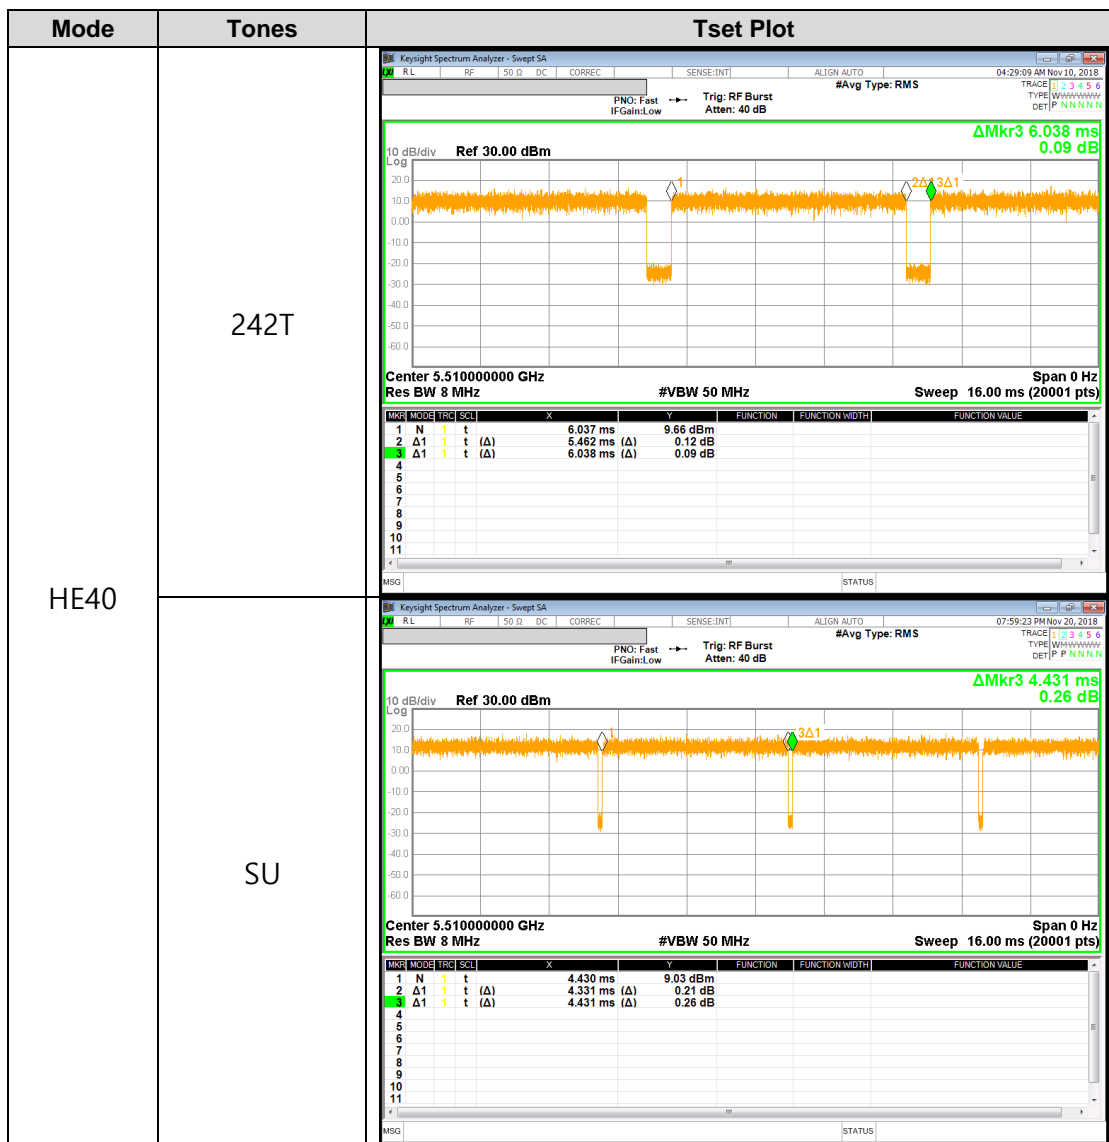 Mode Tones Tset Plot
HE40
242T
Keysight Spectrum Analyzer - Swept SA
RL RF 50 Ω DC CORREC SENSE:INT ALIGN AUTO 04:29:09 AM Nov 10, 2018
#Avg Type: RMS
TRACE 1 2 3 4 5 6
PNO: Fast Trig: RF Burst TYPE WWWWWW
IFGain:Low Atten: 40 dB DET P N N N N N
ΔMkr3 6.038 ms
0.09 dB
10 dB/div Ref 30.00 dBm
Log
20.0
10.0
0.00
-10.0
-20.0
-30.0
-40.0
-50.0
-60.0
1 2Δ1 3Δ1
Center 5.510000000 GHz Span 0 Hz
Res BW 8 MHz #VBW 50 MHz Sweep 16.00 ms (20001 pts)
MKR MODE TRC SCL X Y FUNCTION FUNCTION WIDTH FUNCTION VALUE
1 N 1 t 6.037 ms 9.66 dBm
2 Δ1 1 t (Δ) 5.462 ms (Δ) 0.12 dB
3 Δ1 1 t (Δ) 6.038 ms (Δ) 0.09 dB
4
5
6
7
8
9
10
11
MSG STATUS
SU
Keysight Spectrum Analyzer - Swept SA
RL RF 50 Ω DC CORREC SENSE:INT ALIGN AUTO 07:59:23 PM Nov 20, 2018
#Avg Type: RMS
TRACE 1 2 3 4 5 6
PNO: Fast Trig: RF Burst TYPE WMWWWW
IFGain:Low Atten: 40 dB DET P P N N N N
ΔMkr3 4.431 ms
0.26 dB
10 dB/div Ref 30.00 dBm
Log
20.0
10.0
0.00
-10.0
-20.0
-30.0
-40.0
-50.0
-60.0
1 3Δ1
Center 5.510000000 GHz Span 0 Hz
Res BW 8 MHz #VBW 50 MHz Sweep 16.00 ms (20001 pts)
MKR MODE TRC SCL X Y FUNCTION FUNCTION WIDTH FUNCTION VALUE
1 N 1 t 4.430 ms 9.03 dBm
2 Δ1 1 t (Δ) 4.331 ms (Δ) 0.21 dB
3 Δ1 1 t (Δ) 4.431 ms (Δ) 0.26 dB
4
5
6
7
8
9
10
11
MSG STATUS